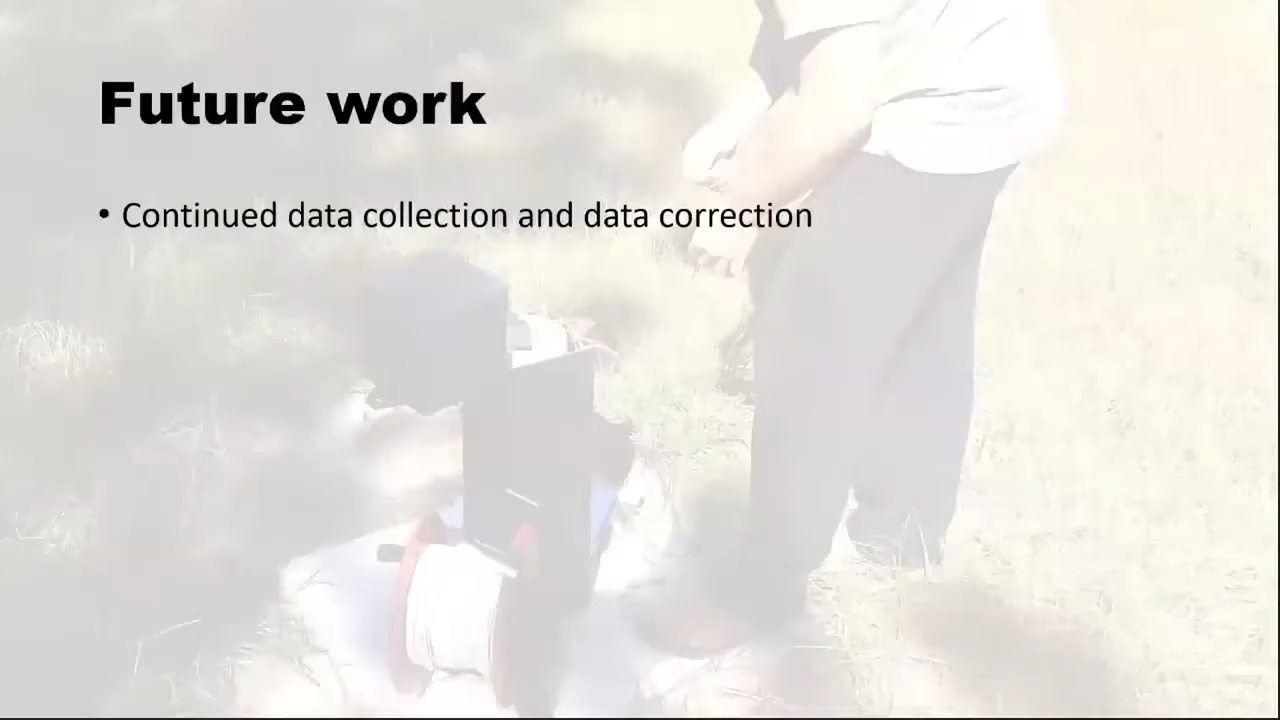 Future work
• Continued data collection and data correction